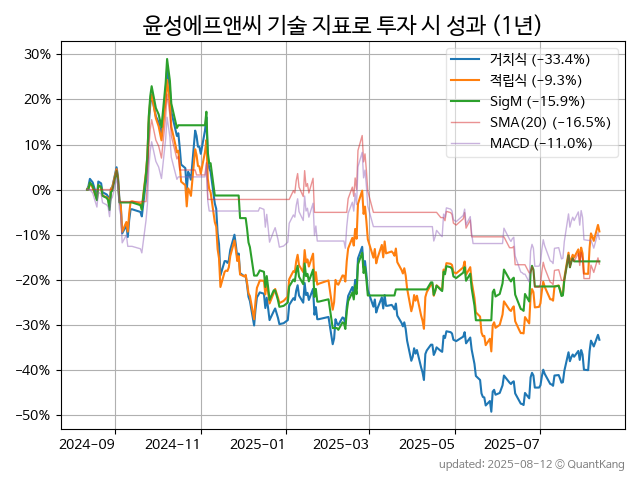 윤성에프앤씨 기술 지표로 투자 시 성과 (1년)
30%
20%
10%
0%
−10%
−20%
−30%
−40%
−50%
거치식 (−33.4%)
적립식 (−9.3%)
SigM (−15.9%)
SMA(20) (−16.5%)
MACD (−11.0%)
2024-09
2024-11
2025-01
2025-03
2025-05
2025-07
updated: 2025-08-12 © QuantKang